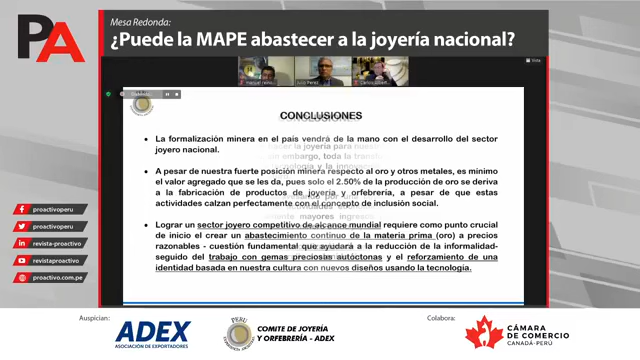 PA
Mesa Redonda:
¿Puede la MAPE abastecer a la joyería nacional?
Vista
CONCLUSIONES
La formalización minera en el país vendrá de la mano con el desarrollo del sector
joyero nacional.
A pesar de nuestra fuerte posición minera respecto al oro y otros metales, es mínimo
el valor agregado que se les da, pues solo el 2.50% de la producción de oro se deriva
a la fabricación de productos de joyería y orfebrería, a pesar de que estas
actividades calzan perfectamente con el concepto de inclusión social.
Lograr un sector joyero competitivo de alcance mundial requiere como punto crucial
de inicio el crear un abastecimiento continuo de la materia prima (oro) a precios
razonables - cuestión fundamental que ayudará a la reducción de la informalidad-
seguido del trabajo con gemas preciosas autóctonas y el reforzamiento de una
identidad basada en nuestra cultura con nuevos diseños usando la tecnología.
proactivoperu
proactivoperu
revista-proactivo
revistaproactivo
proactivo.com.pe
Auspician:
ADEX
ASOCIACIÓN DE EXPORTADORES
PERU
COMITE DE JOYERÍA
Y ORFEBRERÍA - ADEX
Colabora:
CÁMARA
DE COMERCIO
CANADÁ-PERÚ